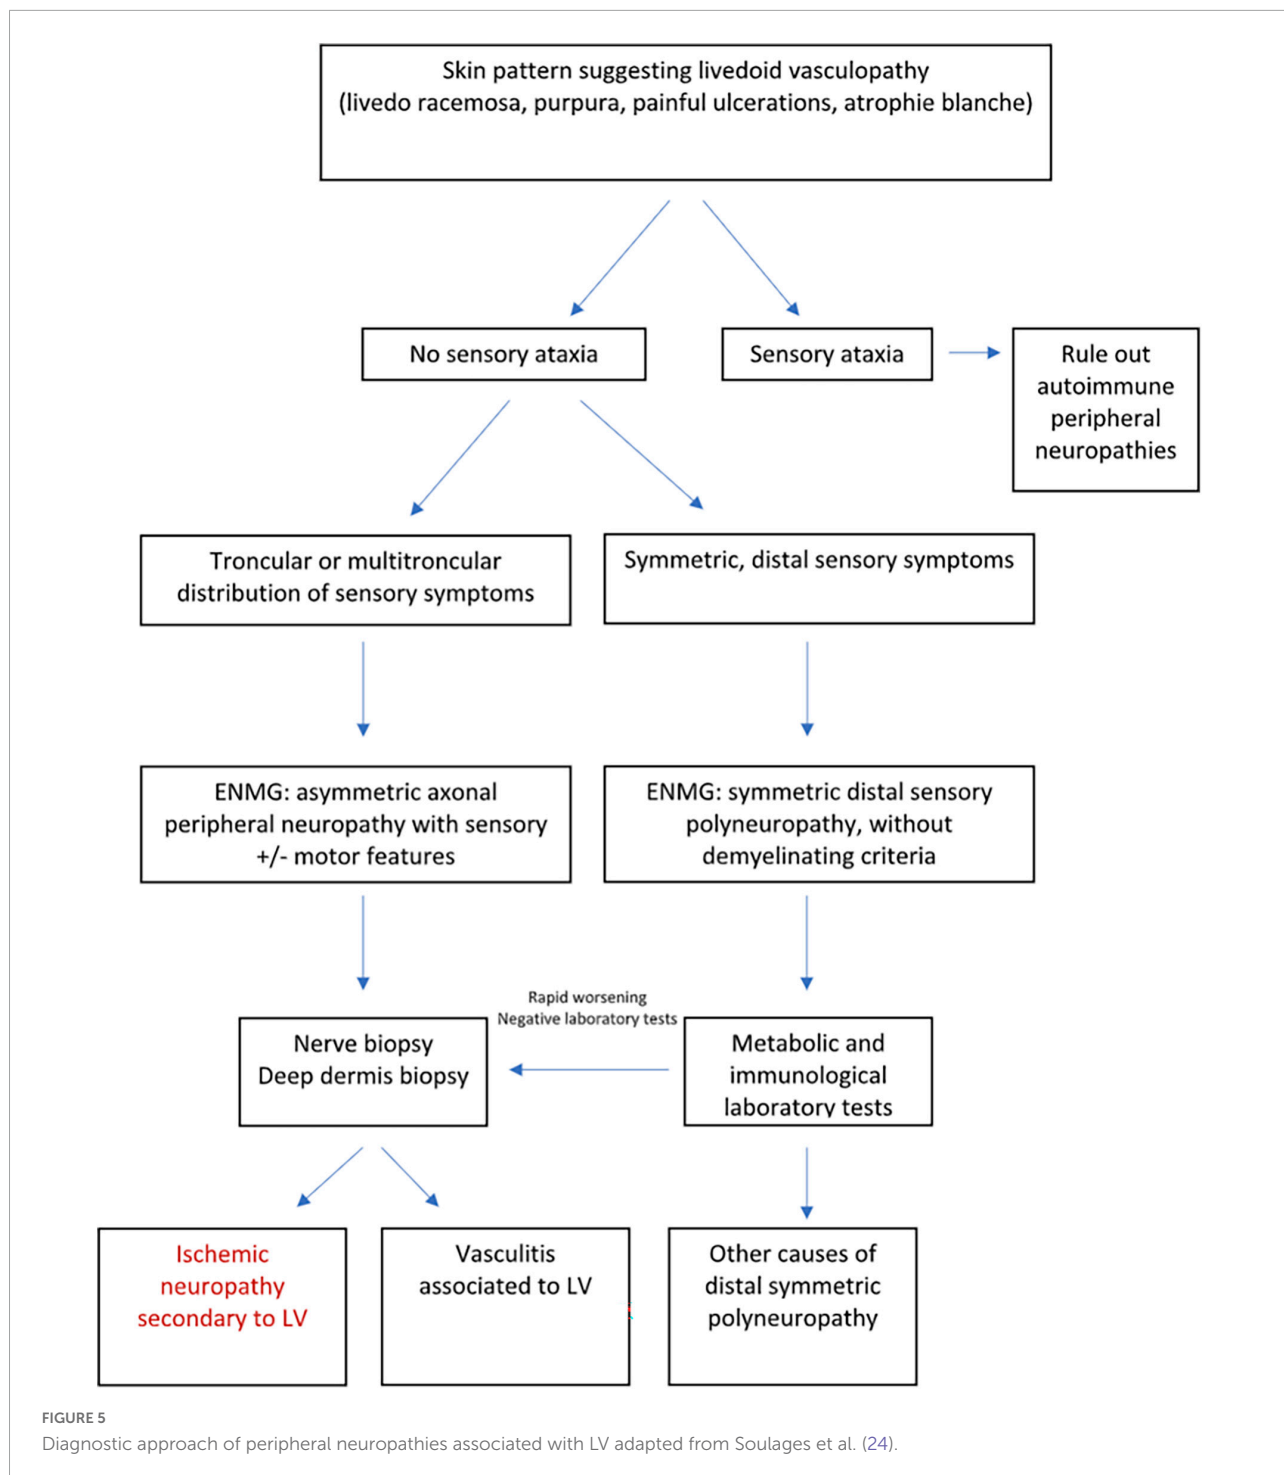 Skin pattern suggesting livedoid vasculopathy
(livedo racemosa, purpura, painful ulcerations, atrophie blanche)
No sensory ataxia
Sensory ataxia
Rule out
autoimmune
peripheral
neuropathies
Troncular or multitroncular
distribution of sensory symptoms
Symmetric, distal sensory symptoms
ENMG: asymmetric axonal
peripheral neuropathy with sensory
+/- motor features
ENMG: symmetric distal sensory
polyneuropathy, without
demyelinating criteria
Rapid worsening
Negative laboratory tests
Nerve biopsy
Deep dermis biopsy
Metabolic and
immunological
laboratory tests
Ischemic
neuropathy
secondary to LV
Vasculitis
associated to LV
Other causes of
distal symmetric
polyneuropathy
FIGURE 5
Diagnostic approach of peripheral neuropathies associated with LV adapted from Soulages et al. (24).